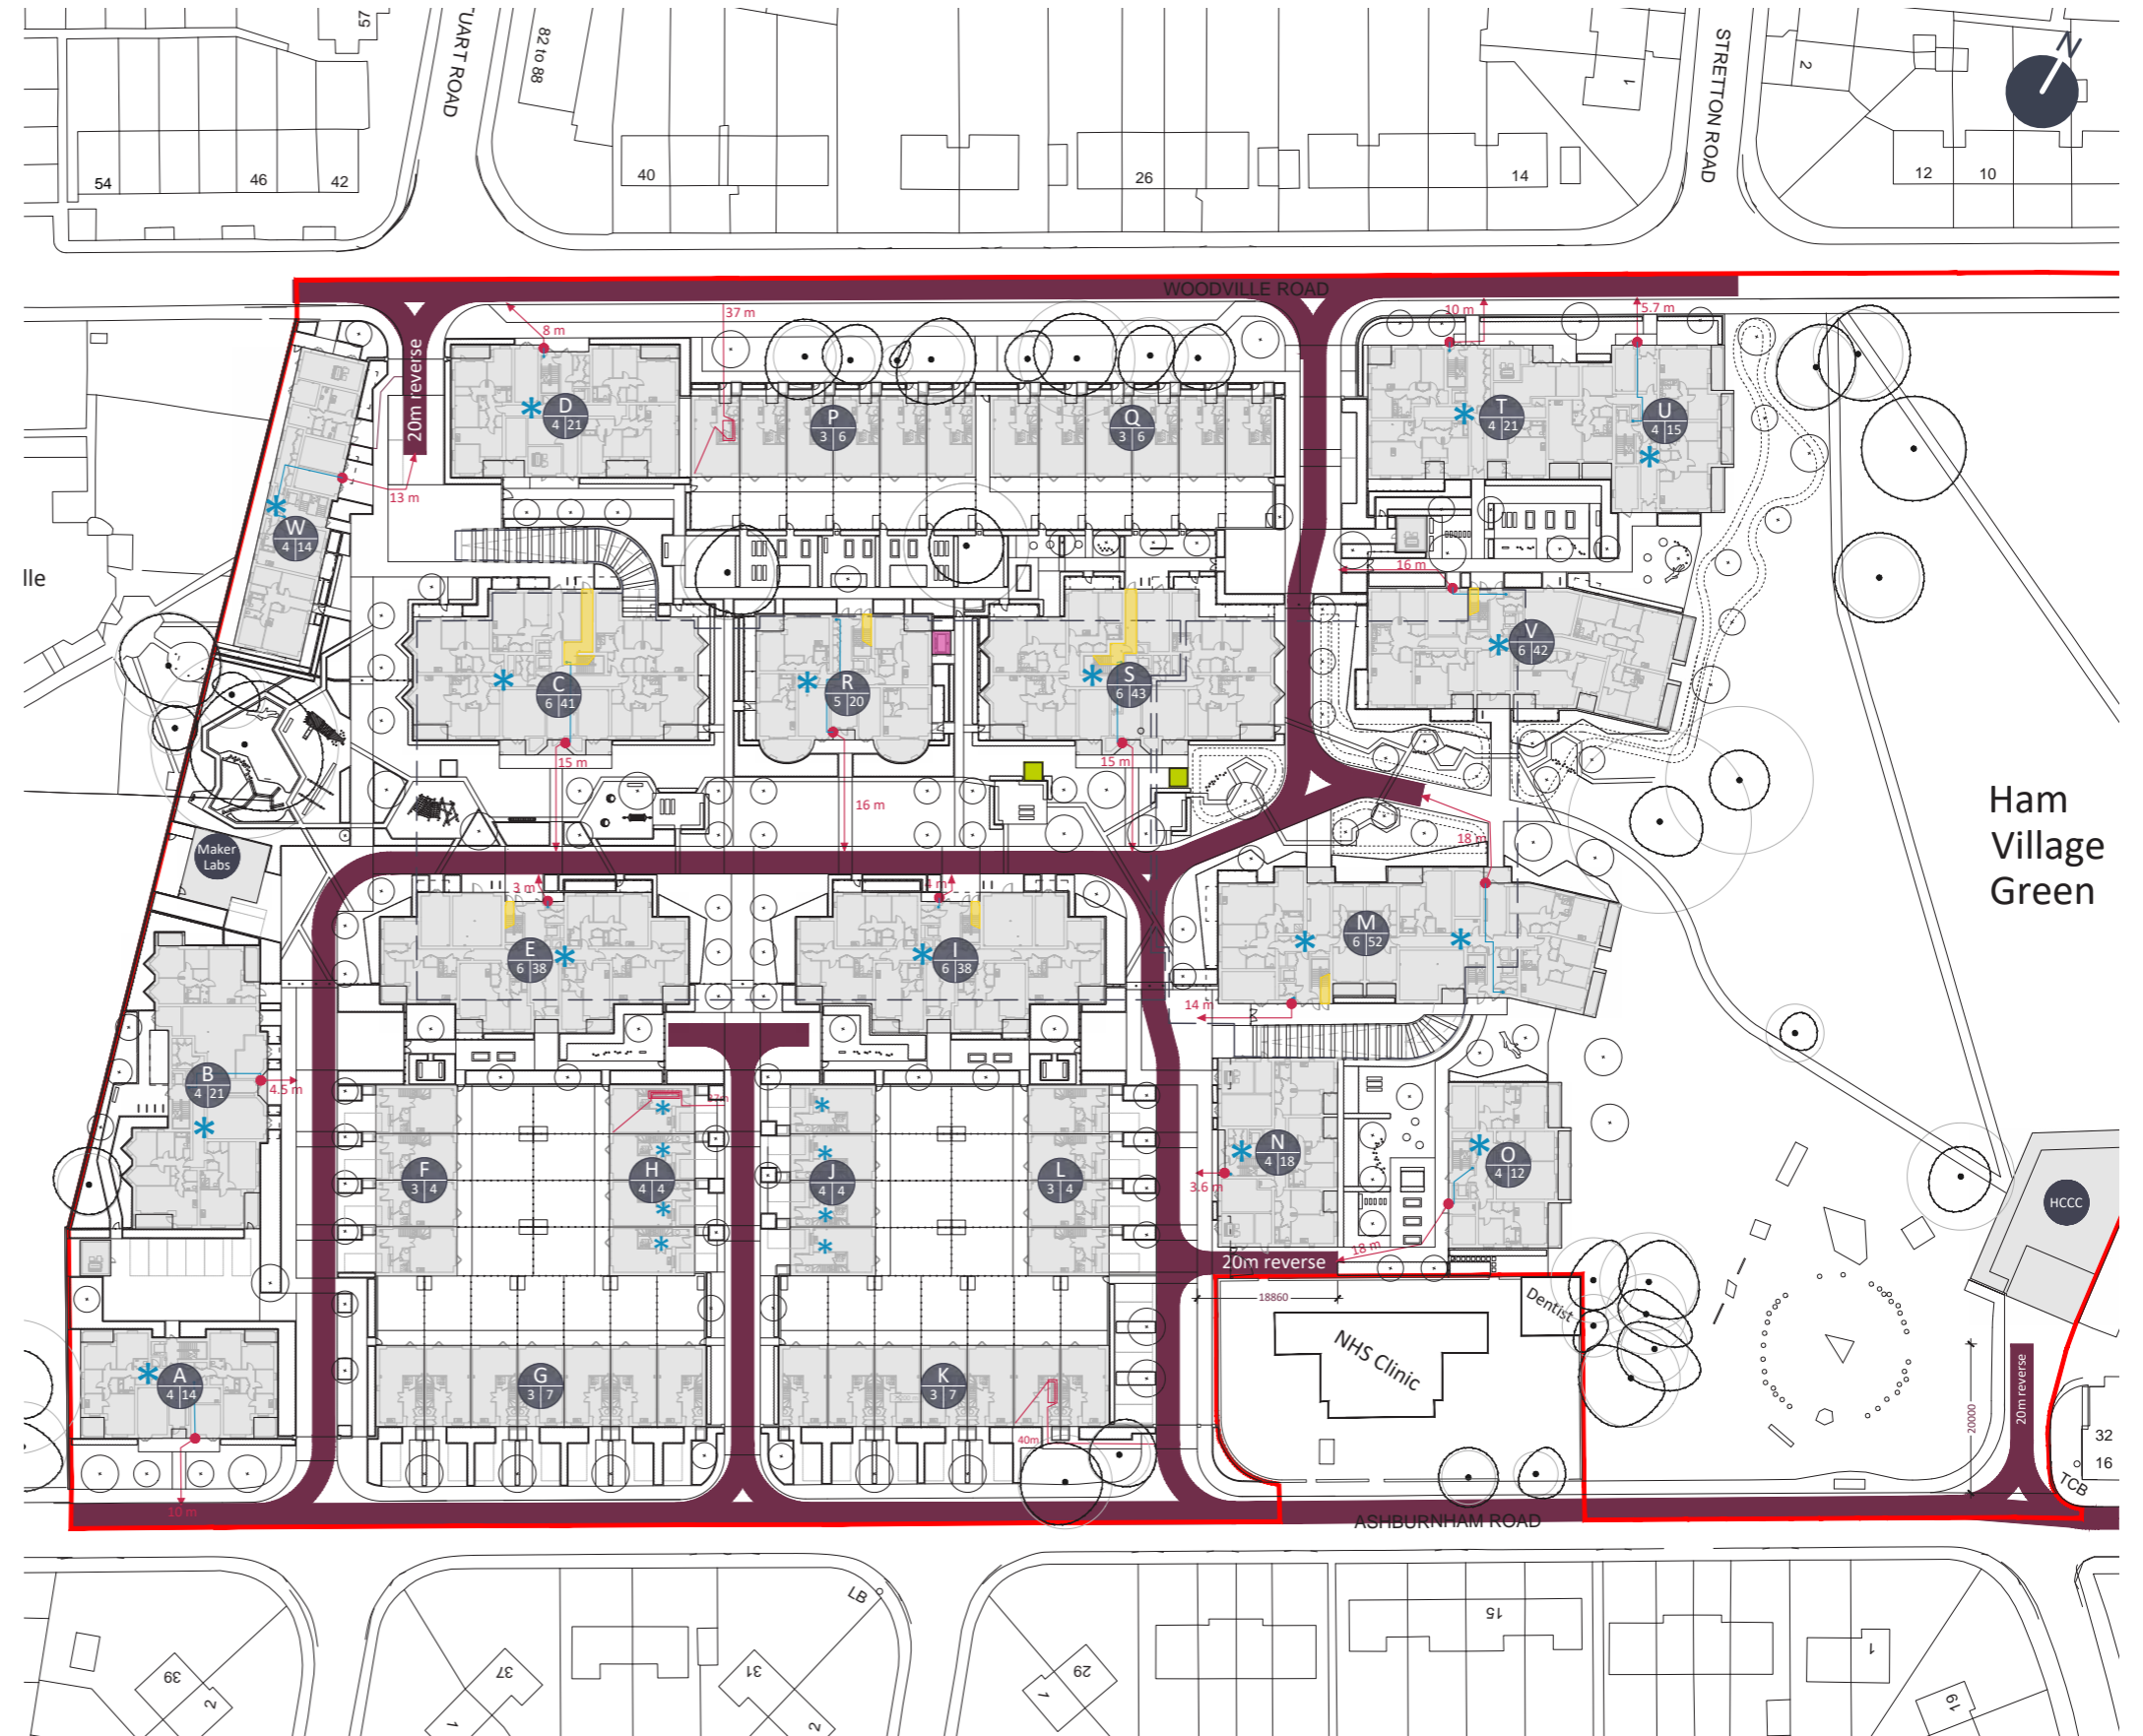 57
UART ROAD
82 to 88
STRETTON ROAD
1
2
N
54
46
42
40
26
14
12
10
WOODVILLE ROAD
37 m
8 m
10 m
5.7 m
20m reverse
D
4 21
P
3 6
Q
3 6
T
4 21
U
4 15
13 m
W
4 14
lle
16 m
V
6 42
C
6 41
R
5 20
S
6 43
15 m
15 m
16 m
18 m
Ham
Village
Green
Maker
Labs
3 m
4 m
E
6 38
I
6 38
M
6 52
14 m
B
4 21
4.5 m
37m
F
3 4
H
4 4
J
4 4
L
3 4
N
4 18
O
4 12
3.6 m
HCCC
18 m
20m reverse
18860
Dentist
NHS Clinic
A
4 14
G
3 7
K
3 7
40m
20000
20m reverse
32
16
TCB
10 m
ASHBURNHAM ROAD
LB
39
2
37
1
31
2
29
1
15
1
19